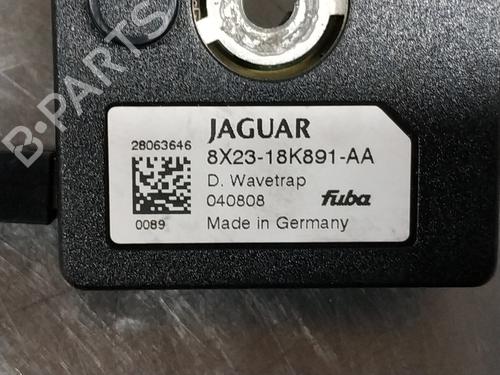 B-PARTS
28063646
JAGUAR
8X23-18K891-AA
D. Wavetrap
040808
fuba
0089
Made in Germany